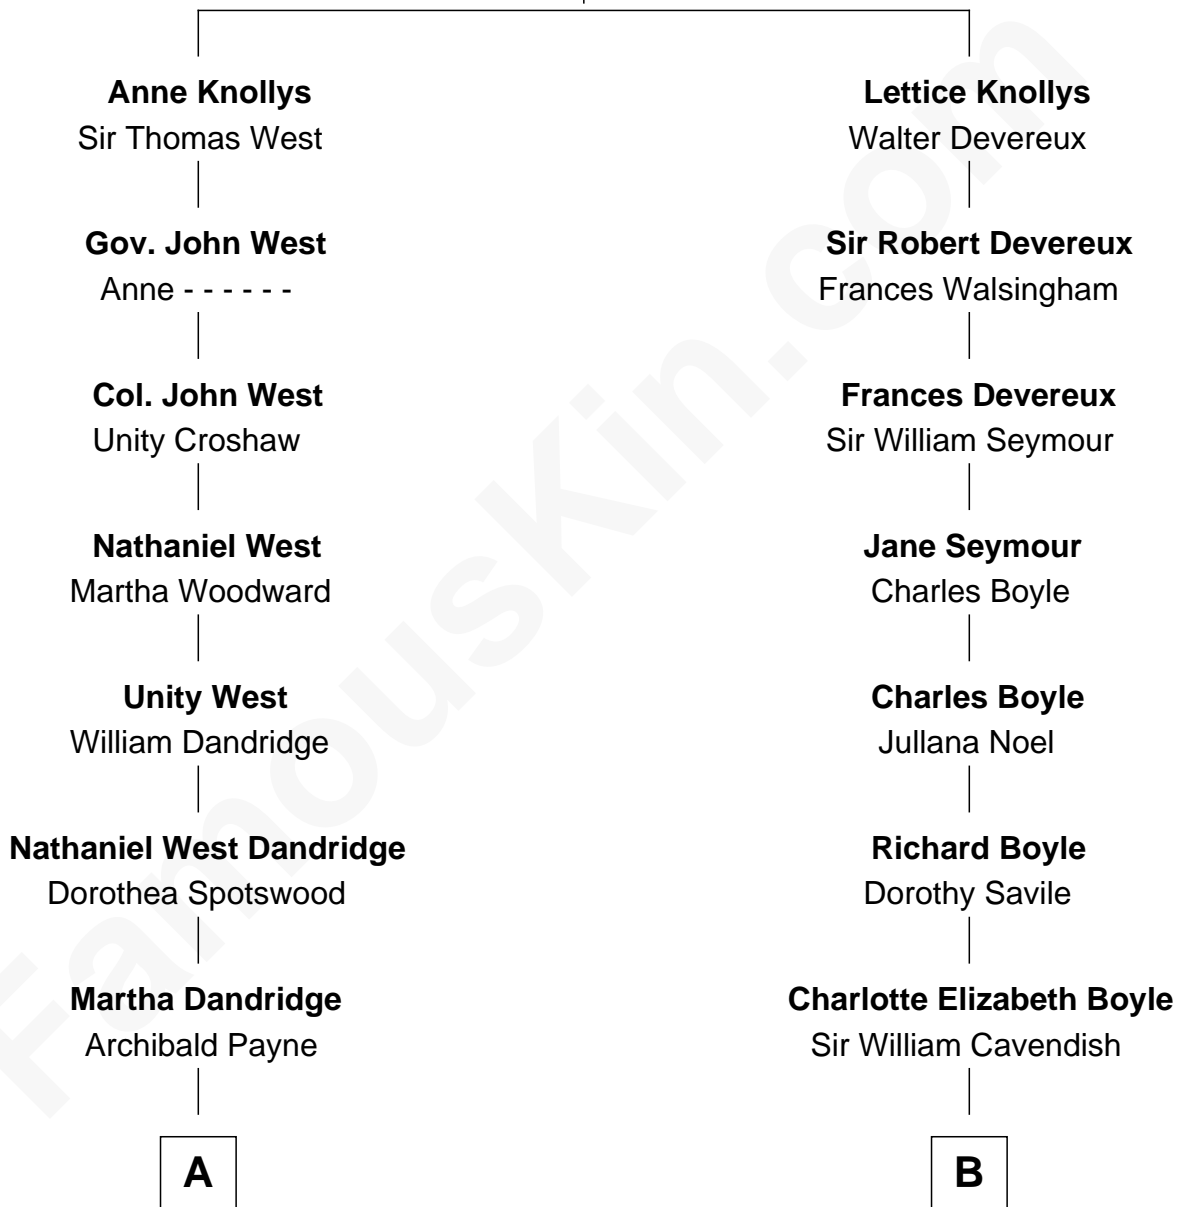 Anne Knollys
Sir Thomas West
Gov. John West
Anne - - - - - -
Col. John West
Unity Croshaw
Nathaniel West
Martha Woodward
Unity West
William Dandridge
Nathaniel West Dandridge
Dorothea Spotswood
Martha Dandridge
Archibald Payne
A
Lettice Knollys
Walter Devereux
Sir Robert Devereux
Frances Walsingham
Frances Devereux
Sir William Seymour
Jane Seymour
Charles Boyle
Charles Boyle
Jullana Noel
Richard Boyle
Dorothy Savile
Charlotte Elizabeth Boyle
Sir William Cavendish
B
FamousKin.com